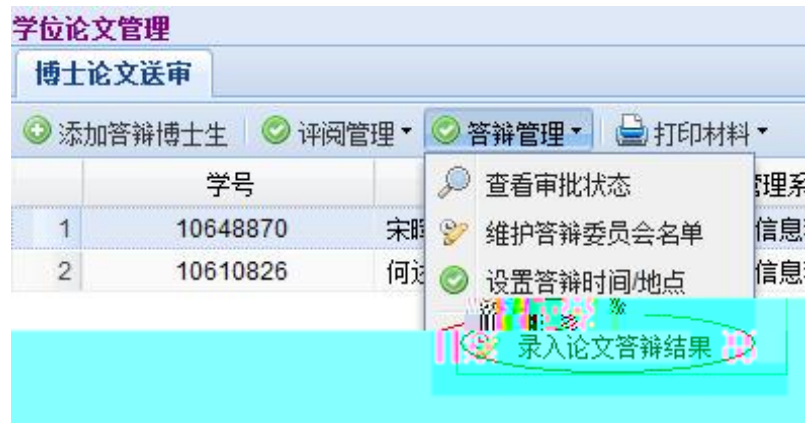 学位论文管理
博士论文送审
添加答辩博士生 评阅管理 答辩管理 打印材料
学号 查看审批状态 管理系
1 10648870 宋 维护答辩委员会名单 信息
2 10610826 何 设置答辩时间/地点 信息
录入论文答辩结果